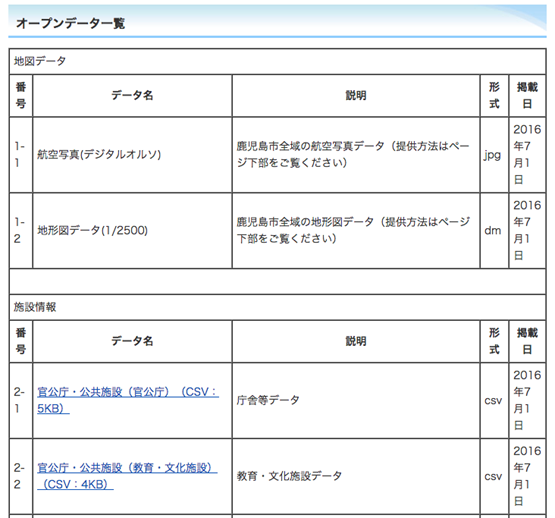 オープンデータ一覧
地図データ
番号 データ名 説明 形式 掲載日
1-1 航空写真(デジタルオルソ) 鹿児島市全域の航空写真データ（提供方法はページ下部をご覧ください） jpg 2016年7月1日
1-2 地形図データ(1/2500) 鹿児島市全域の地形図データ（提供方法はページ下部をご覧ください） dm 2016年7月1日
施設情報
番号 データ名 説明 形式 掲載日
2-1 官公庁・公共施設（官公庁）（CSV：5KB） 庁舎等データ csv 2016年7月1日
2-2 官公庁・公共施設（教育・文化施設）（CSV：4KB） 教育・文化施設データ csv 2016年7月1日